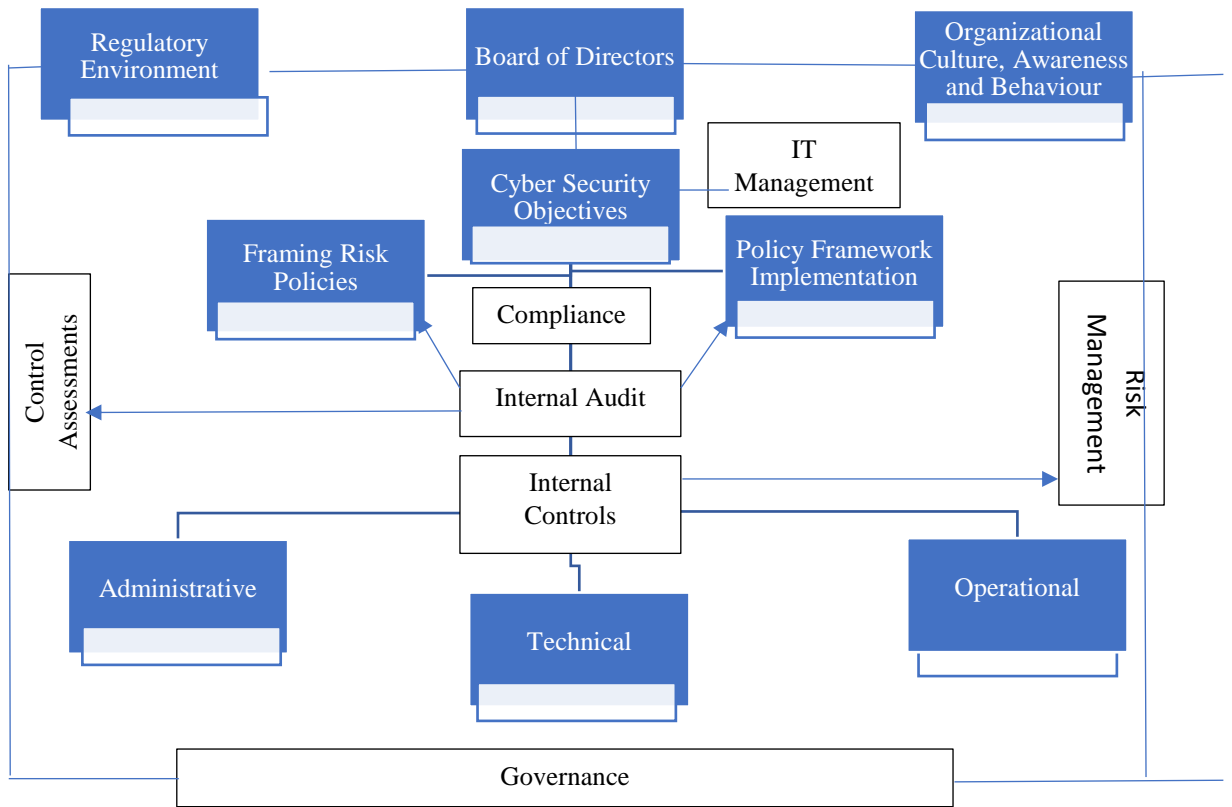 Regulatory
Environment
Board of Directors
Organizational
Culture, Awareness
and Behaviour
IT
Management
Cyber Security
Objectives
Framing Risk
Policies
Policy Framework
Implementation
Compliance
Control
Assessments
Risk
Management
Internal Audit
Internal
Controls
Administrative
Technical
Operational
Governance